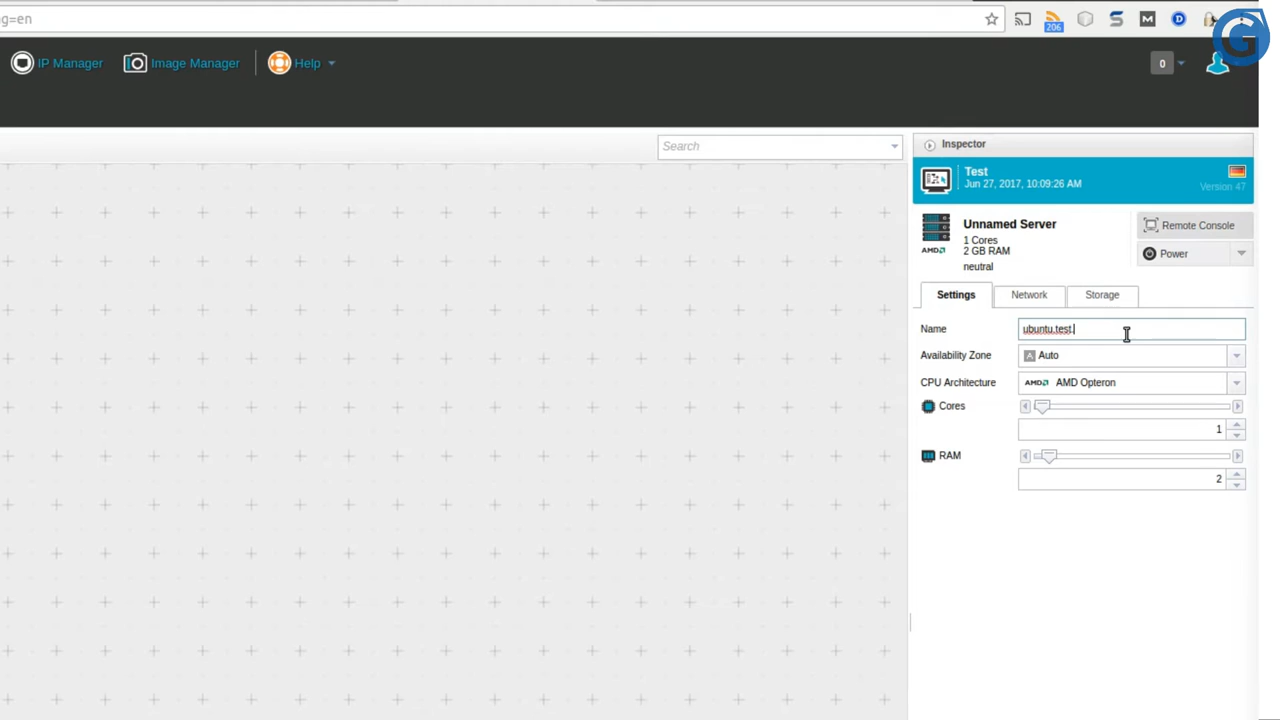 g=en
206
M
D
G
IP Manager
Image Manager
Help
0
Search
Inspector
Test
Jun 27, 2017, 10:09:26 AM
Version 47
Unnamed Server
1 Cores
2 GB RAM
neutral
AMD
Remote Console
Power
Settings
Network
Storage
Name
ubuntu.test.
Availability Zone
A Auto
CPU Architecture
AMD AMD Opteron
Cores
1
RAM
2